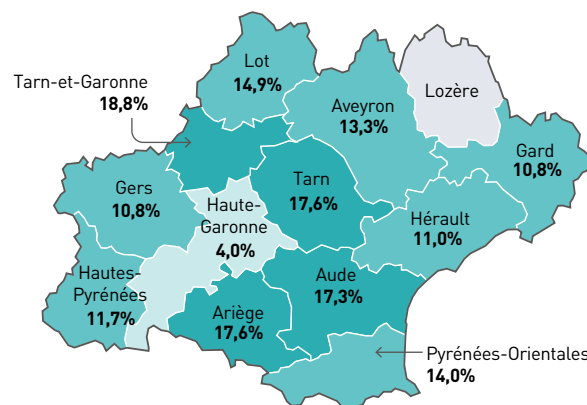 Lot
14,9%
Tarn-et-Garonne
18,8%
Aveyron
13,3%
Lozère
Gard
10,8%
Tarn
17,6%
Gers
10,8%
Haute-
Garonne
4,0%
Hérault
11,0%
Hautes-
Pyrénées
11,7%
Aude
17,3%
Ariège
17,6%
Pyrénées-Orientales
14,0%